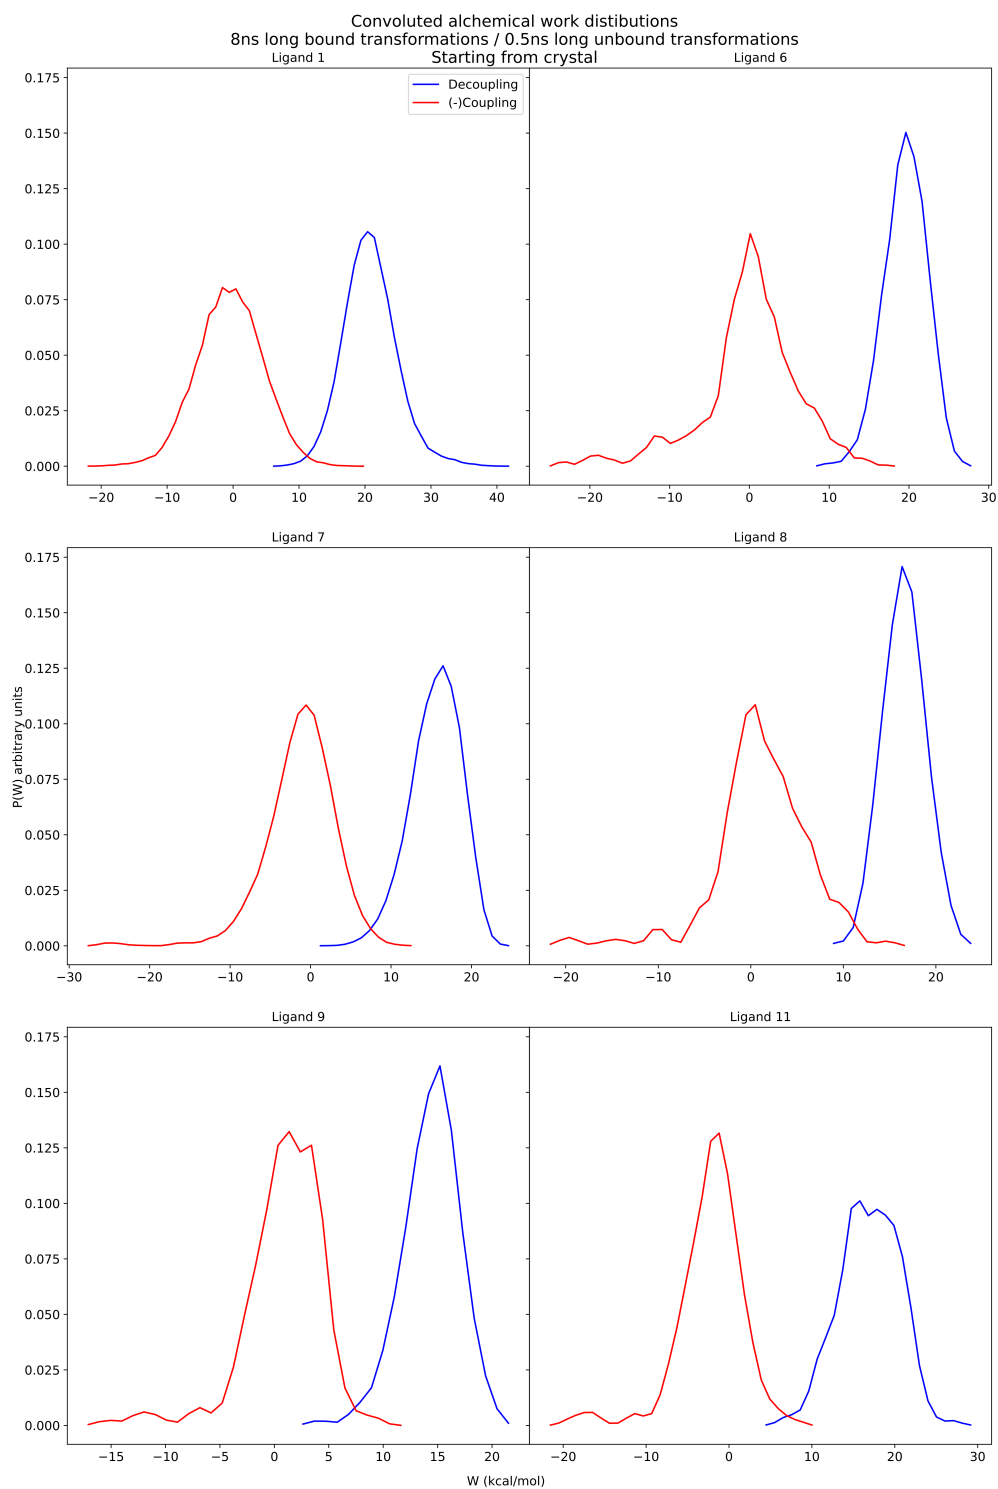 Convoluted alchemical work distibutions
8ns long bound transformations / 0.5ns long unbound transformations
Starting from crystal
Ligand 1
Ligand 6
Decoupling
(-)Coupling
0.175
0.150
0.125
0.100
0.075
0.050
0.025
0.000
−20 −10 0 10 20 30 40
−20 −10 0 10 20 30
Ligand 7
Ligand 8
P(W) arbitrary units
0.175
0.150
0.125
0.100
0.075
0.050
0.025
0.000
−30 −20 −10 0 10 20
−20 −10 0 10 20
Ligand 9
Ligand 11
0.175
0.150
0.125
0.100
0.075
0.050
0.025
0.000
−15 −10 −5 0 5 10 15 20
−20 −10 0 10 20 30
W (kcal/mol)